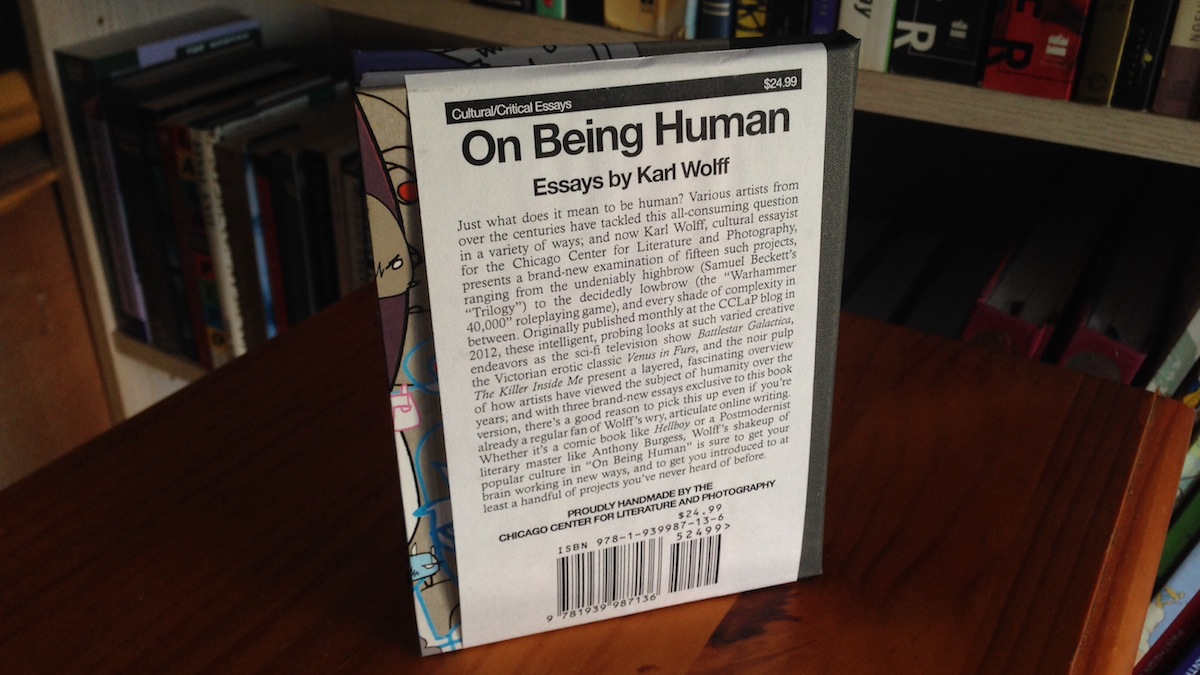 $24.99
Cultural/Critical Essays
On Being Human
Essays by Karl Wolff
Just what does it mean to be human? Various artists from
over the centuries have tackled this all-consuming question
in a variety of ways; and now Karl Wolff, cultural essayist
for the Chicago Center for Literature and Photography,
presents a brand-new examination of fifteen such projects,
ranging from the undeniably highbrow (Samuel Beckett's
“Trilogy”) to the decidedly lowbrow (the “Warhammer
40,000” roleplaying game), and every shade of complexity in
between. Originally published monthly at the CCLaP blog in
2012, these intelligent, probing looks at such varied creative
endeavors as the sci-fi television show Battlestar Galactica,
the Victorian erotic classic Venus in Furs, and the noir pulp
The Killer Inside Me present a layered, fascinating overview
of how artists have viewed the subject of humanity over the
years; and with three brand-new essays exclusive to this book
version, there's a good reason to pick this up even if you're
already a regular fan of Wolff's wry, articulate online writing.
Whether it's a comic book like Hellboy or a Postmodernist
literary master like Anthony Burgess, Wolff's shakeup of
popular culture in “On Being Human” is sure to get your
brain working in new ways, and to get you introduced to at
least a handful of projects you've never heard of before.
PROUDLY HANDMADE BY THE
CHICAGO CENTER FOR LITERATURE AND PHOTOGRAPHY
$24.99
ISBN 978-1-939987-13-6
52499>
9 781939 987136